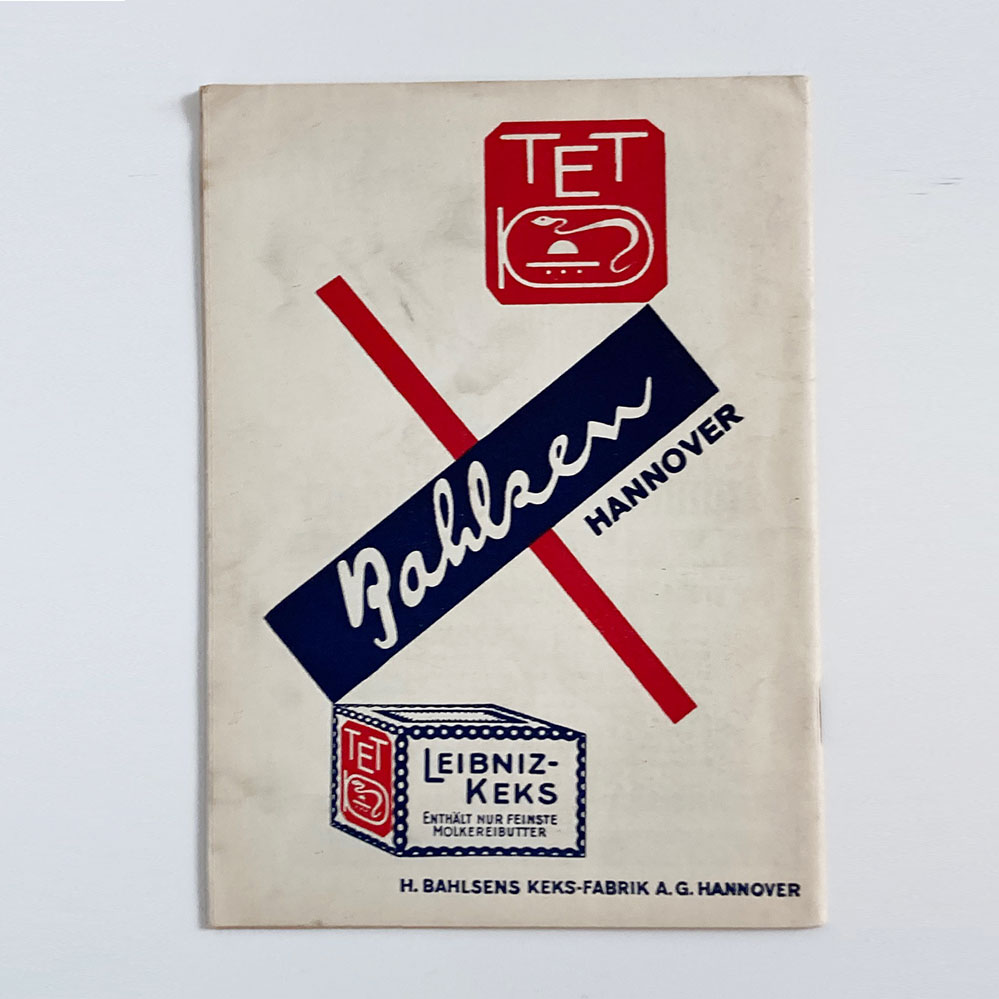 TET
Bahlsen
HANNOVER
TET
LEIBNIZ-
KEKS
ENTHÄLT NUR FEINSTE
MOLKEREIBUTTER
H. BAHLSENS KEKS-FABRIK A.G. HANNOVER